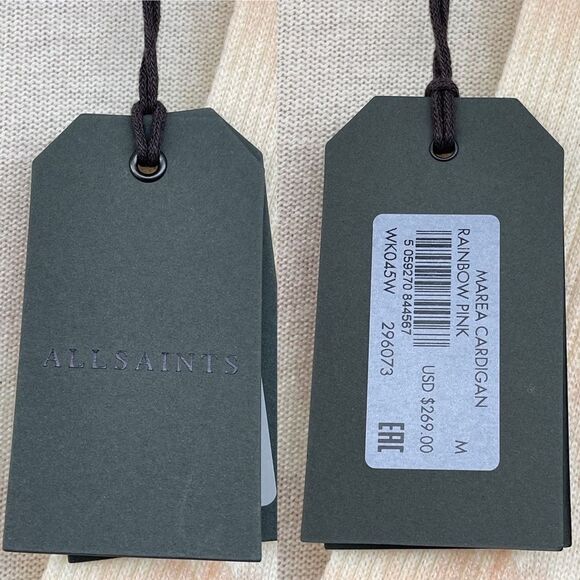 ALLSAINTS
MAREA CARDIGAN M
RAINBOW PINK
5 059270 844567 USD $269.00
WK045W 296073 EAC